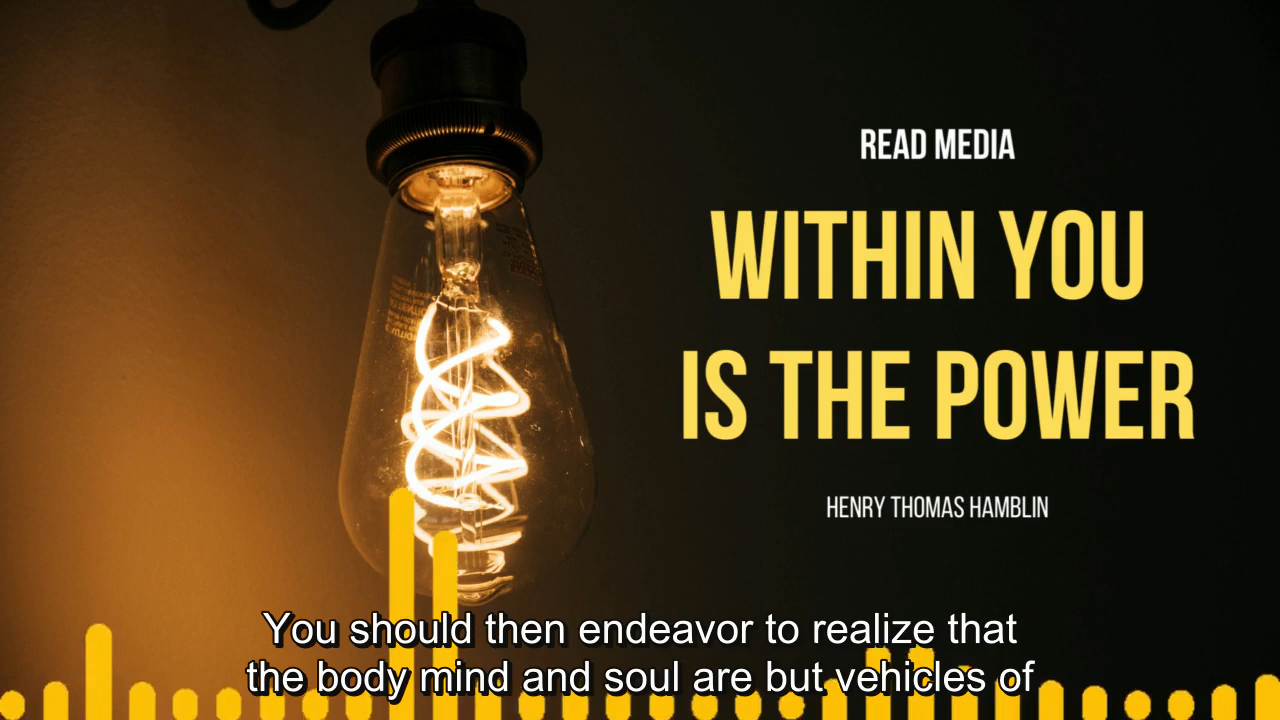 READ MEDIA
WITHIN YOU
IS THE POWER
HENRY THOMAS HAMBLIN
You should then endeavor to realize that
the body mind and soul are but vehicles of